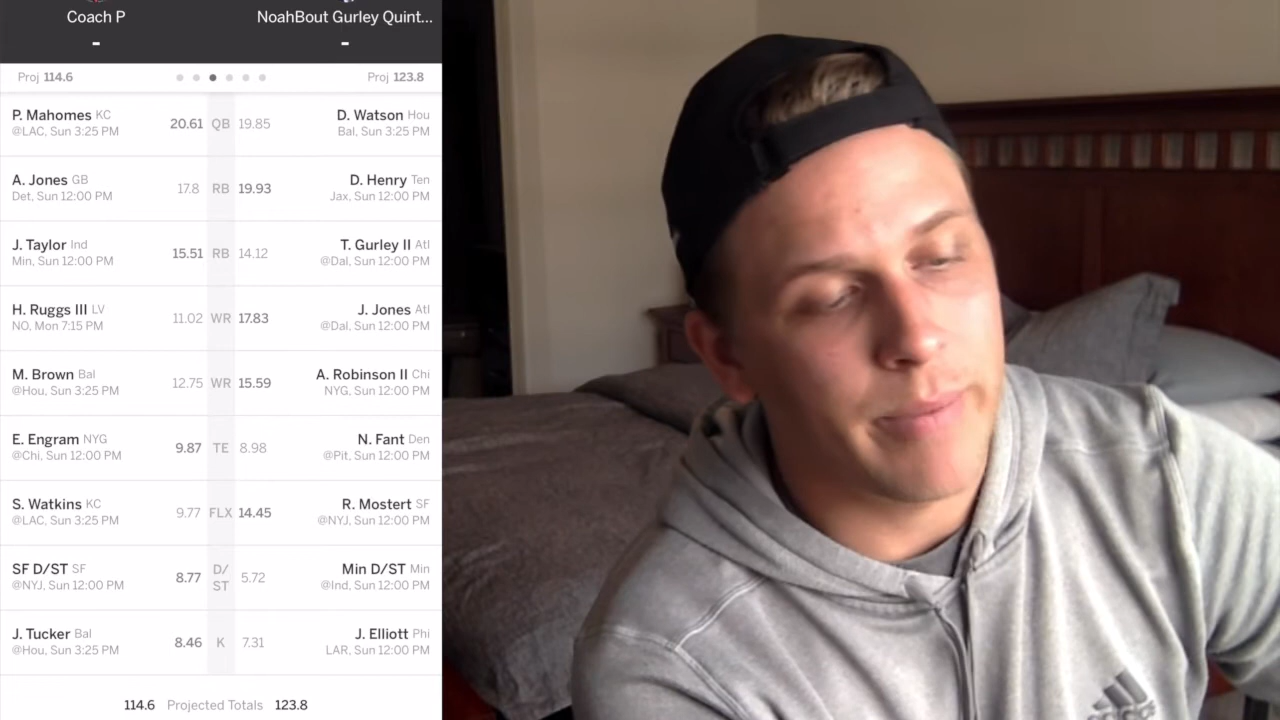 Coach P NoahBout Gurley Quint...
- -
Proj 114.6 Proj 123.8
P. Mahomes KC 20.61 QB 19.85 D. Watson Hou
@LAC, Sun 3:25 PM Bal, Sun 3:25 PM
A. Jones GB 17.8 RB 19.93 D. Henry Ten
Det, Sun 12:00 PM Jax, Sun 12:00 PM
J. Taylor Ind 15.51 RB 14.12 T. Gurley II Atl
Min, Sun 12:00 PM @Dal, Sun 12:00 PM
H. Ruggs III LV 11.02 WR 17.83 J. Jones Atl
NO, Mon 7:15 PM @Dal, Sun 12:00 PM
M. Brown Bal 12.75 WR 15.59 A. Robinson II Chi
@Hou, Sun 3:25 PM NYG, Sun 12:00 PM
E. Engram NYG 9.87 TE 8.98 N. Fant Den
@Chi, Sun 12:00 PM @Pit, Sun 12:00 PM
S. Watkins KC 9.77 FLX 14.45 R. Mostert SF
@LAC, Sun 3:25 PM @NYJ, Sun 12:00 PM
SF D/ST SF 8.77 D/ST 5.72 Min D/ST Min
@NYJ, Sun 12:00 PM @Ind, Sun 12:00 PM
J. Tucker Bal 8.46 K 7.31 J. Elliott Phi
@Hou, Sun 3:25 PM LAR, Sun 12:00 PM
114.6 Projected Totals 123.8